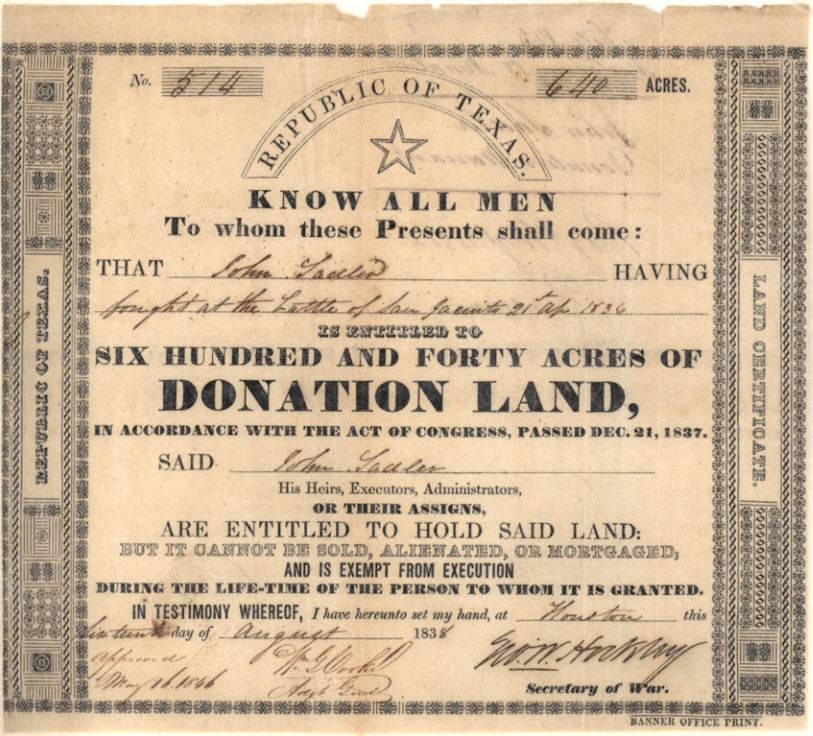 No. 514 640 ACRES.
REPUBLIC OF TEXAS.
KNOW ALL MEN
To whom these Presents shall come:
THAT John Sadler HAVING
fought at the battle of San Jacinto 21st Ap 1836
IS ENTITLED TO
SIX HUNDRED AND FORTY ACRES OF
DONATION LAND,
IN ACCORDANCE WITH THE ACT OF CONGRESS, PASSED DEC. 21, 1837.
SAID John Sadler
His Heirs, Executors, Administrators,
OR THEIR ASSIGNS,
ARE ENTITLED TO HOLD SAID LAND:
BUT IT CANNOT BE SOLD, ALIENATED, OR MORTGAGED;
AND IS EXEMPT FROM EXECUTION
DURING THE LIFE-TIME OF THE PERSON TO WHOM IT IS GRANTED.
IN TESTIMONY WHEREOF, I have hereunto set my hand, at Houston this
day of August 1838
approved
May 16. 1846
Geo. W. Hockley
Secretary of War.
REPUBLIC OF TEXAS.
LAND CERTIFICATE.
BANNER OFFICE PRINT.